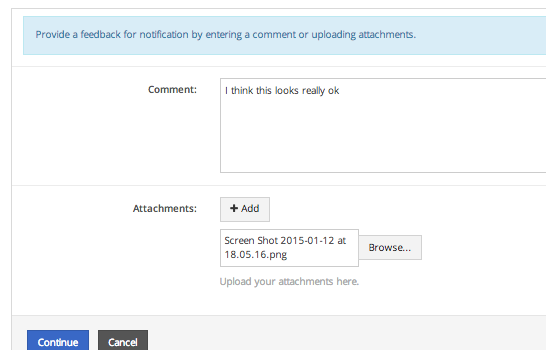 Provide a feedback for notification by entering a comment or uploading attachments.
Comment:
I think this looks really ok
Attachments:
+ Add
Screen Shot 2015-01-12 at
18.05.16.png
Browse...
Upload your attachments here.
Continue
Cancel